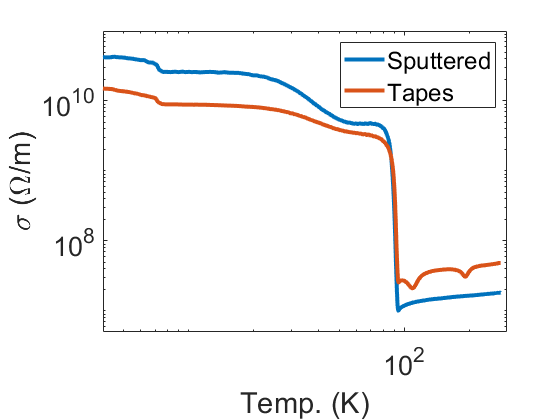 Sputtered
Tapes
10^10
10^8
σ (Ω/m)
10^2
Temp. (K)